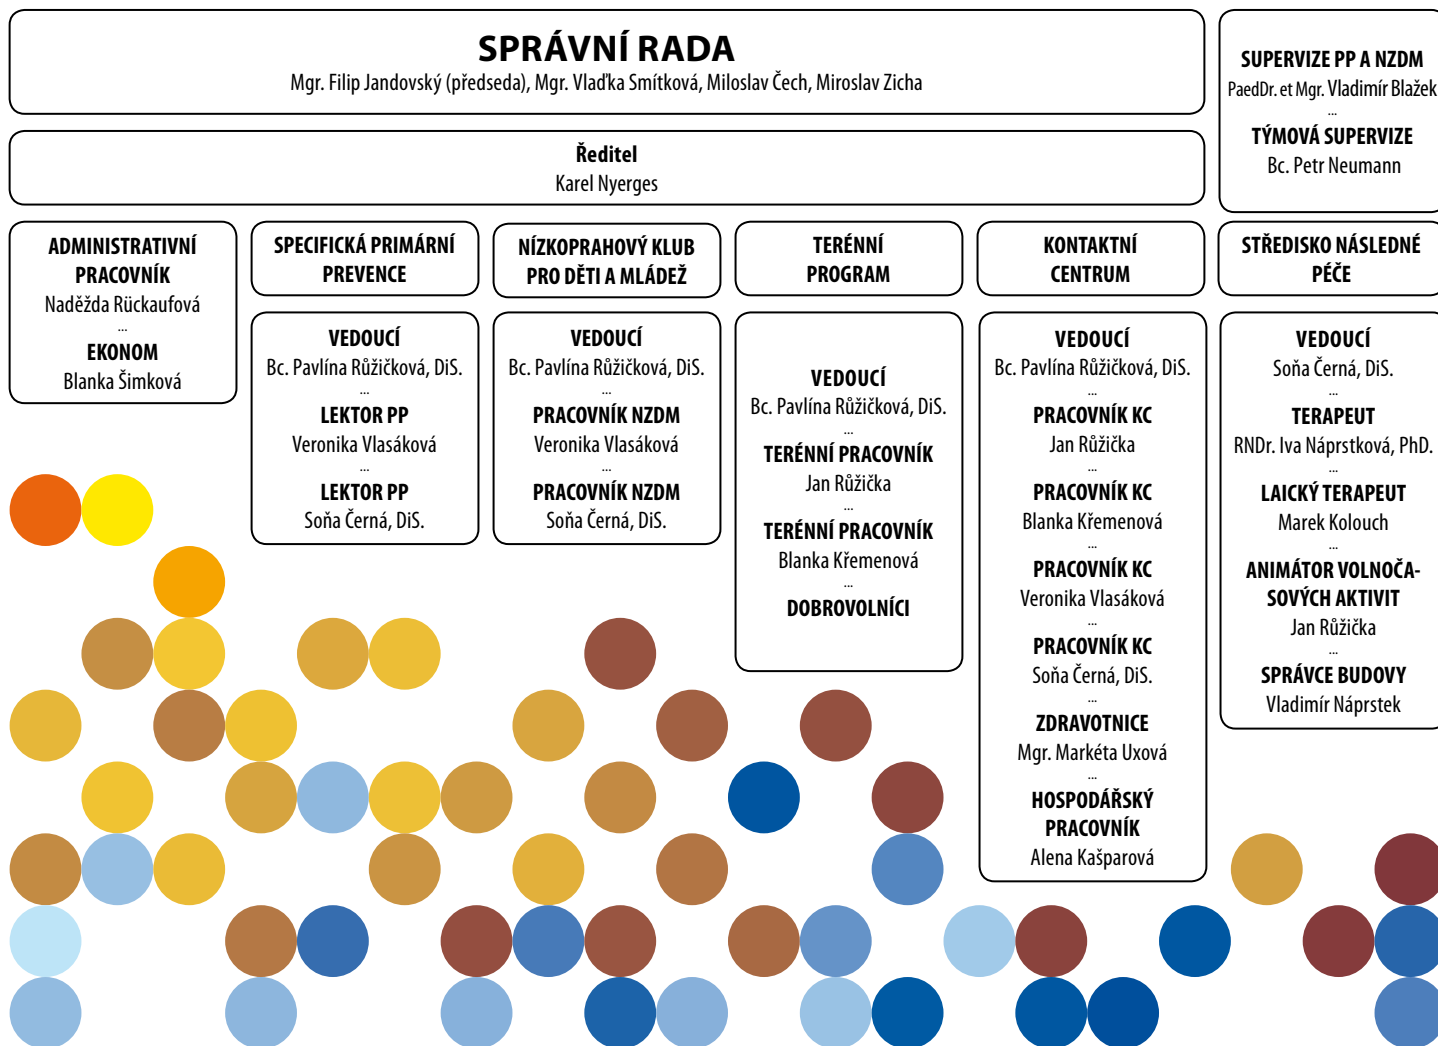 SPRÁVNÍ RADA
Mgr. Filip Jandovský (předseda), Mgr. Vlaďka Smítková, Miloslav Čech, Miroslav Zicha
SUPERVIZE PP A NZDM
PaedDr. et Mgr. Vladimír Blažek
...
TÝMOVÁ SUPERVIZE
Bc. Petr Neumann
Ředitel
Karel Nyerges
ADMINISTRATIVNÍ
PRACOVNÍK
Naděžda Rückaufová
...
EKONOM
Blanka Šimková
SPECIFICKÁ PRIMÁRNÍ
PREVENCE
VEDOUCÍ
Bc. Pavlína Růžičková, DiS.
...
LEKTOR PP
Veronika Vlasáková
...
LEKTOR PP
Soňa Černá, DiS.
NÍZKOPRAHOVÝ KLUB
PRO DĚTI A MLÁDEŽ
VEDOUCÍ
Bc. Pavlína Růžičková, DiS.
...
PRACOVNÍK NZDM
Veronika Vlasáková
...
PRACOVNÍK NZDM
Soňa Černá, DiS.
TERÉNNÍ
PROGRAM
VEDOUCÍ
Bc. Pavlína Růžičková, DiS.
...
TERÉNNÍ PRACOVNÍK
Jan Růžička
...
TERÉNNÍ PRACOVNÍK
Blanka Křemenová
...
DOBROVOLNÍCI
KONTAKTNÍ
CENTRUM
VEDOUCÍ
Bc. Pavlína Růžičková, DiS.
...
PRACOVNÍK KC
Jan Růžička
...
PRACOVNÍK KC
Blanka Křemenová
...
PRACOVNÍK KC
Veronika Vlasáková
...
PRACOVNÍK KC
Soňa Černá, DiS.
...
ZDRAVOTNICE
Mgr. Markéta Uxová
...
HOSPODÁŘSKÝ
PRACOVNÍK
Alena Kašparová
STŘEDISKO NÁSLEDNÉ
PÉČE
VEDOUCÍ
Soňa Černá, DiS.
...
TERAPEUT
RNDr. Iva Náprstková, PhD.
...
LAICKÝ TERAPEUT
Marek Kolouch
...
ANIMÁTOR VOLNOČA-
SOVÝCH AKTIVIT
Jan Růžička
...
SPRÁVCE BUDOVY
Vladimír Náprstek